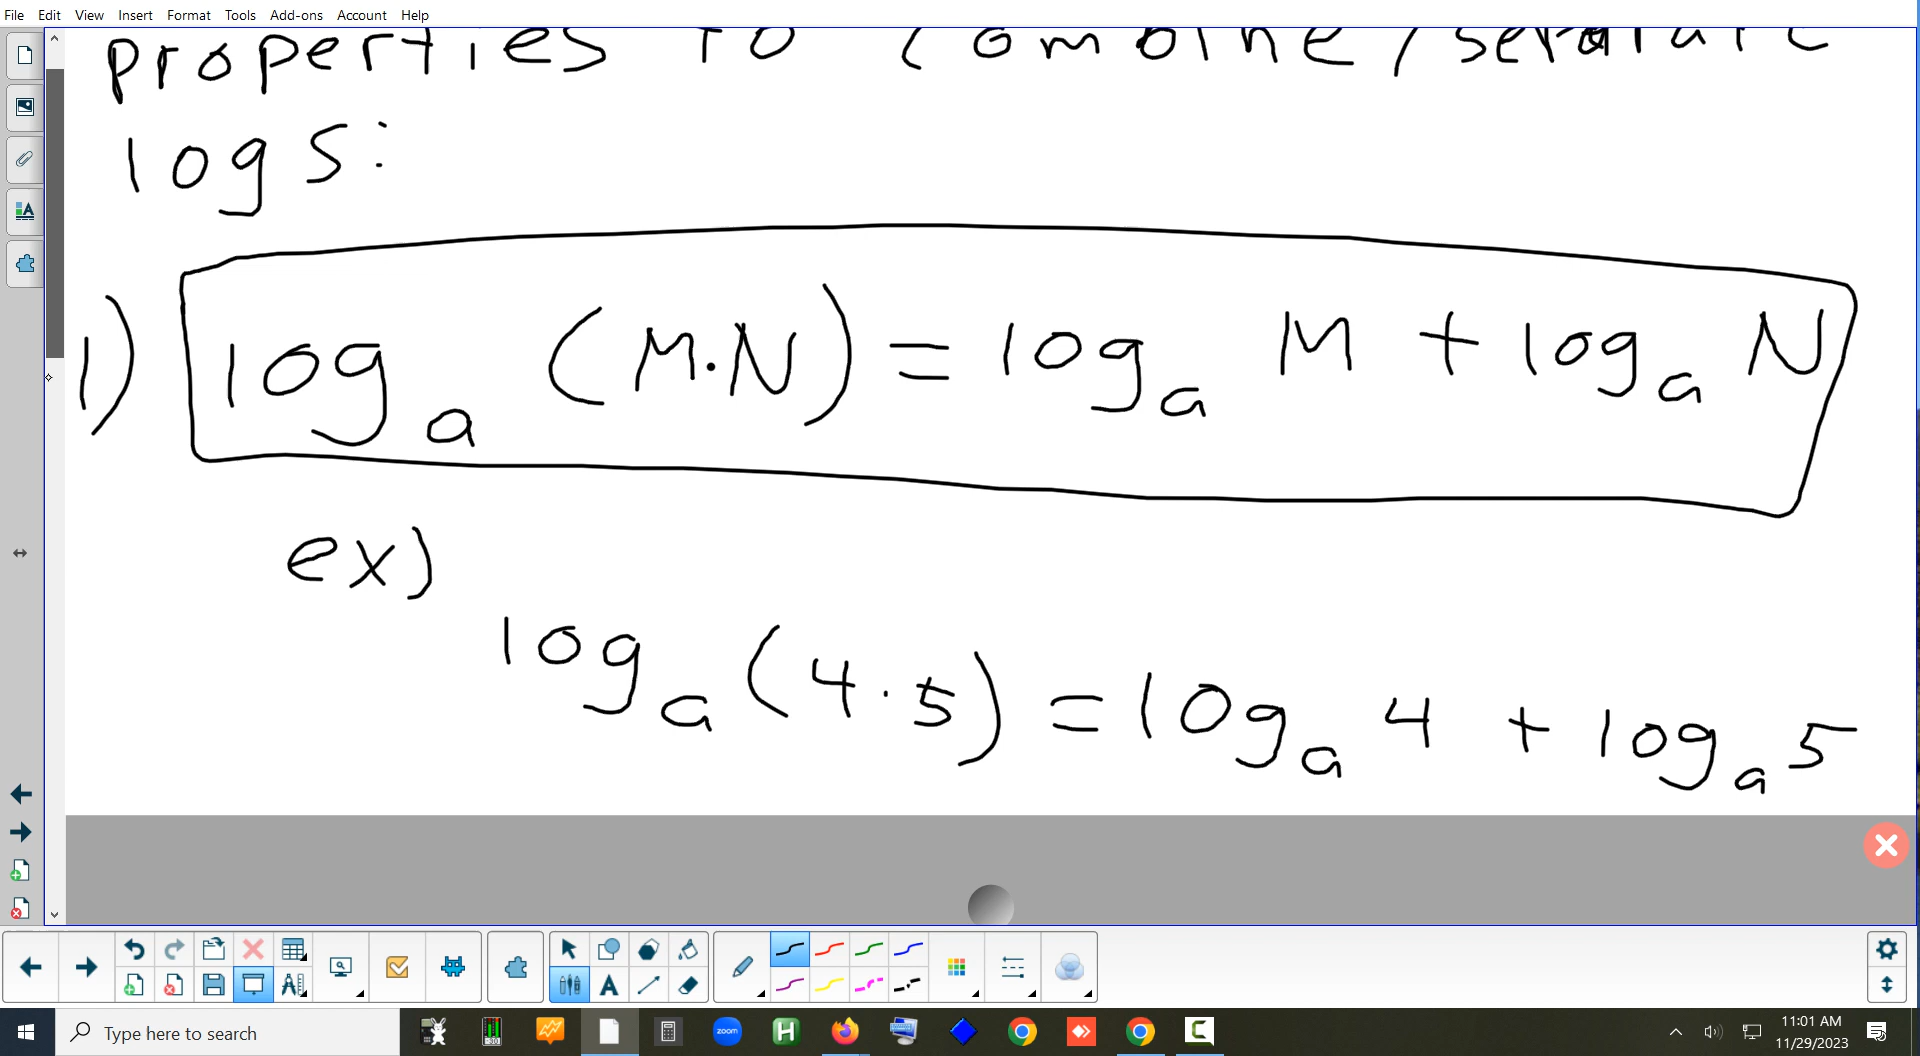 File Edit View Insert Format Tools Add-ons Account Help
properties to combine/separate
logs:
1) log_a (M·N) = log_a M + log_a N
ex)
log_a (4·5) = log_a 4 + log_a 5
A
zoom
H
C
Type here to search
11:01 AM
11/29/2023